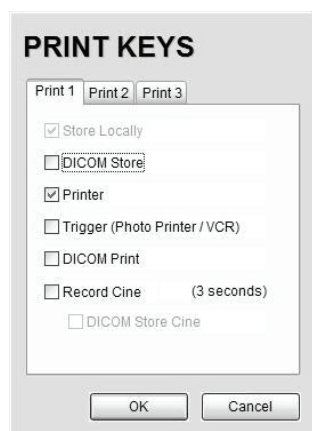 PRINT KEYS
Print 1 Print 2 Print 3
Store Locally
DICOM Store
Printer
Trigger (Photo Printer / VCR)
DICOM Print
Record Cine (3 seconds)
DICOM Store Cine
OK Cancel